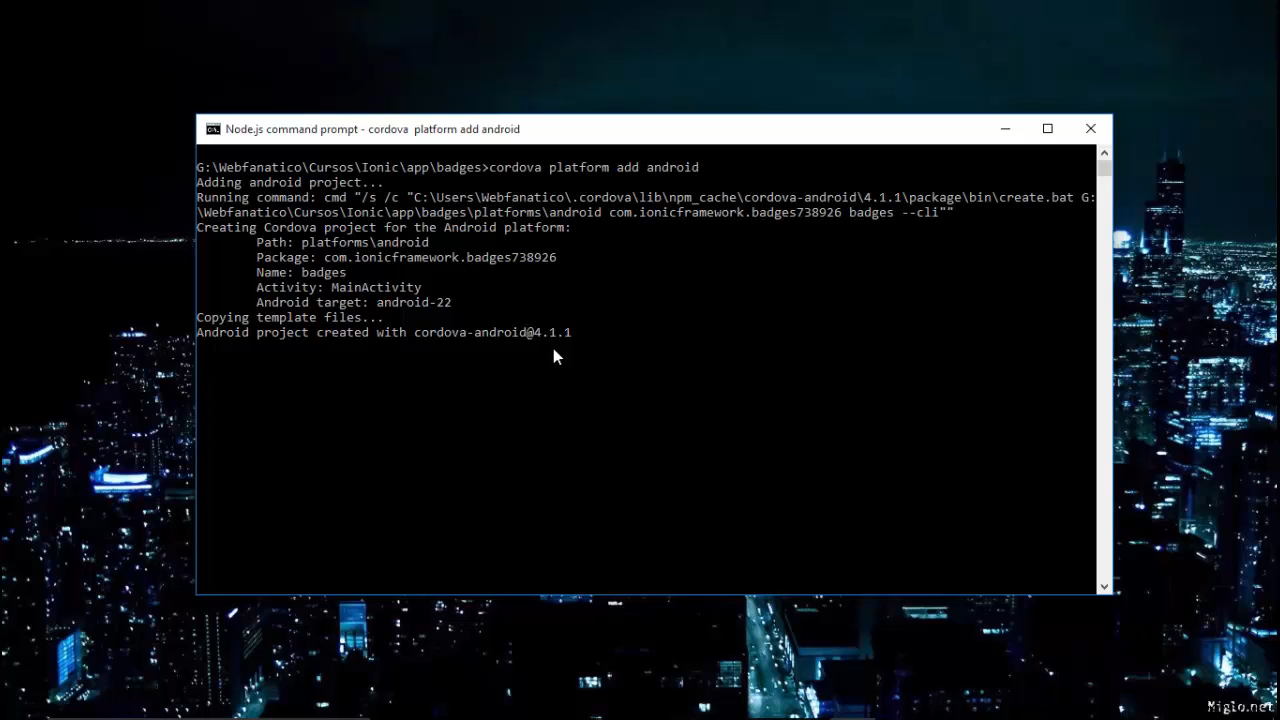 Node.js command prompt - cordova  platform add android
G:\Webfanatico\Cursos\Ionic\app\badges>cordova platform add android
Adding android project...
Running command: cmd "/s /c "C:\Users\Webfanatico\.cordova\lib\npm_cache\cordova-android\4.1.1\package\bin\create.bat G:
\Webfanatico\Cursos\Ionic\app\badges\platforms\android com.ionicframework.badges738926 badges --cli""
Creating Cordova project for the Android platform:
        Path: platforms\android
        Package: com.ionicframework.badges738926
        Name: badges
        Activity: MainActivity
        Android target: android-22
Copying template files...
Android project created with cordova-android@4.1.1
Miglo.net